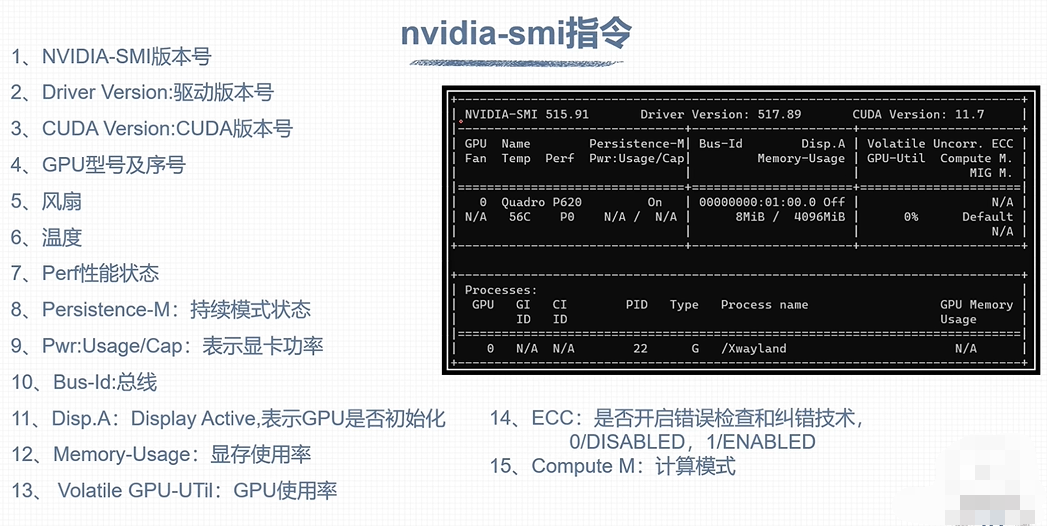 nvidia-smi指令
1、NVIDIA-SMI版本号
2、Driver Version:驱动版本号
3、CUDA Version:CUDA版本号
4、GPU型号及序号
5、风扇
6、温度
7、Perf性能状态
8、Persistence-M：持续模式状态
9、Pwr:Usage/Cap：表示显卡功率
10、Bus-Id:总线
11、Disp.A：Display Active,表示GPU是否初始化
12、Memory-Usage：显存使用率
13、 Volatile GPU-UTil：GPU使用率
NVIDIA-SMI 515.91 Driver Version: 517.89 CUDA Version: 11.7
GPU Name Persistence-M| Bus-Id Disp.A | Volatile Uncorr. ECC
Fan Temp Perf Pwr:Usage/Cap| Memory-Usage | GPU-Util Compute M.
MIG M.
0 Quadro P620 On | 00000000:01:00.0 Off | N/A
N/A 56C P0 N/A / N/A | 8MiB / 4096MiB | 0% Default
N/A
Processes:
GPU GI CI PID Type Process name GPU Memory
ID ID Usage
0 N/A N/A 22 G /Xwayland N/A
14、ECC：是否开启错误检查和纠错技术，
0/DISABLED，1/ENABLED
15、Compute M：计算模式